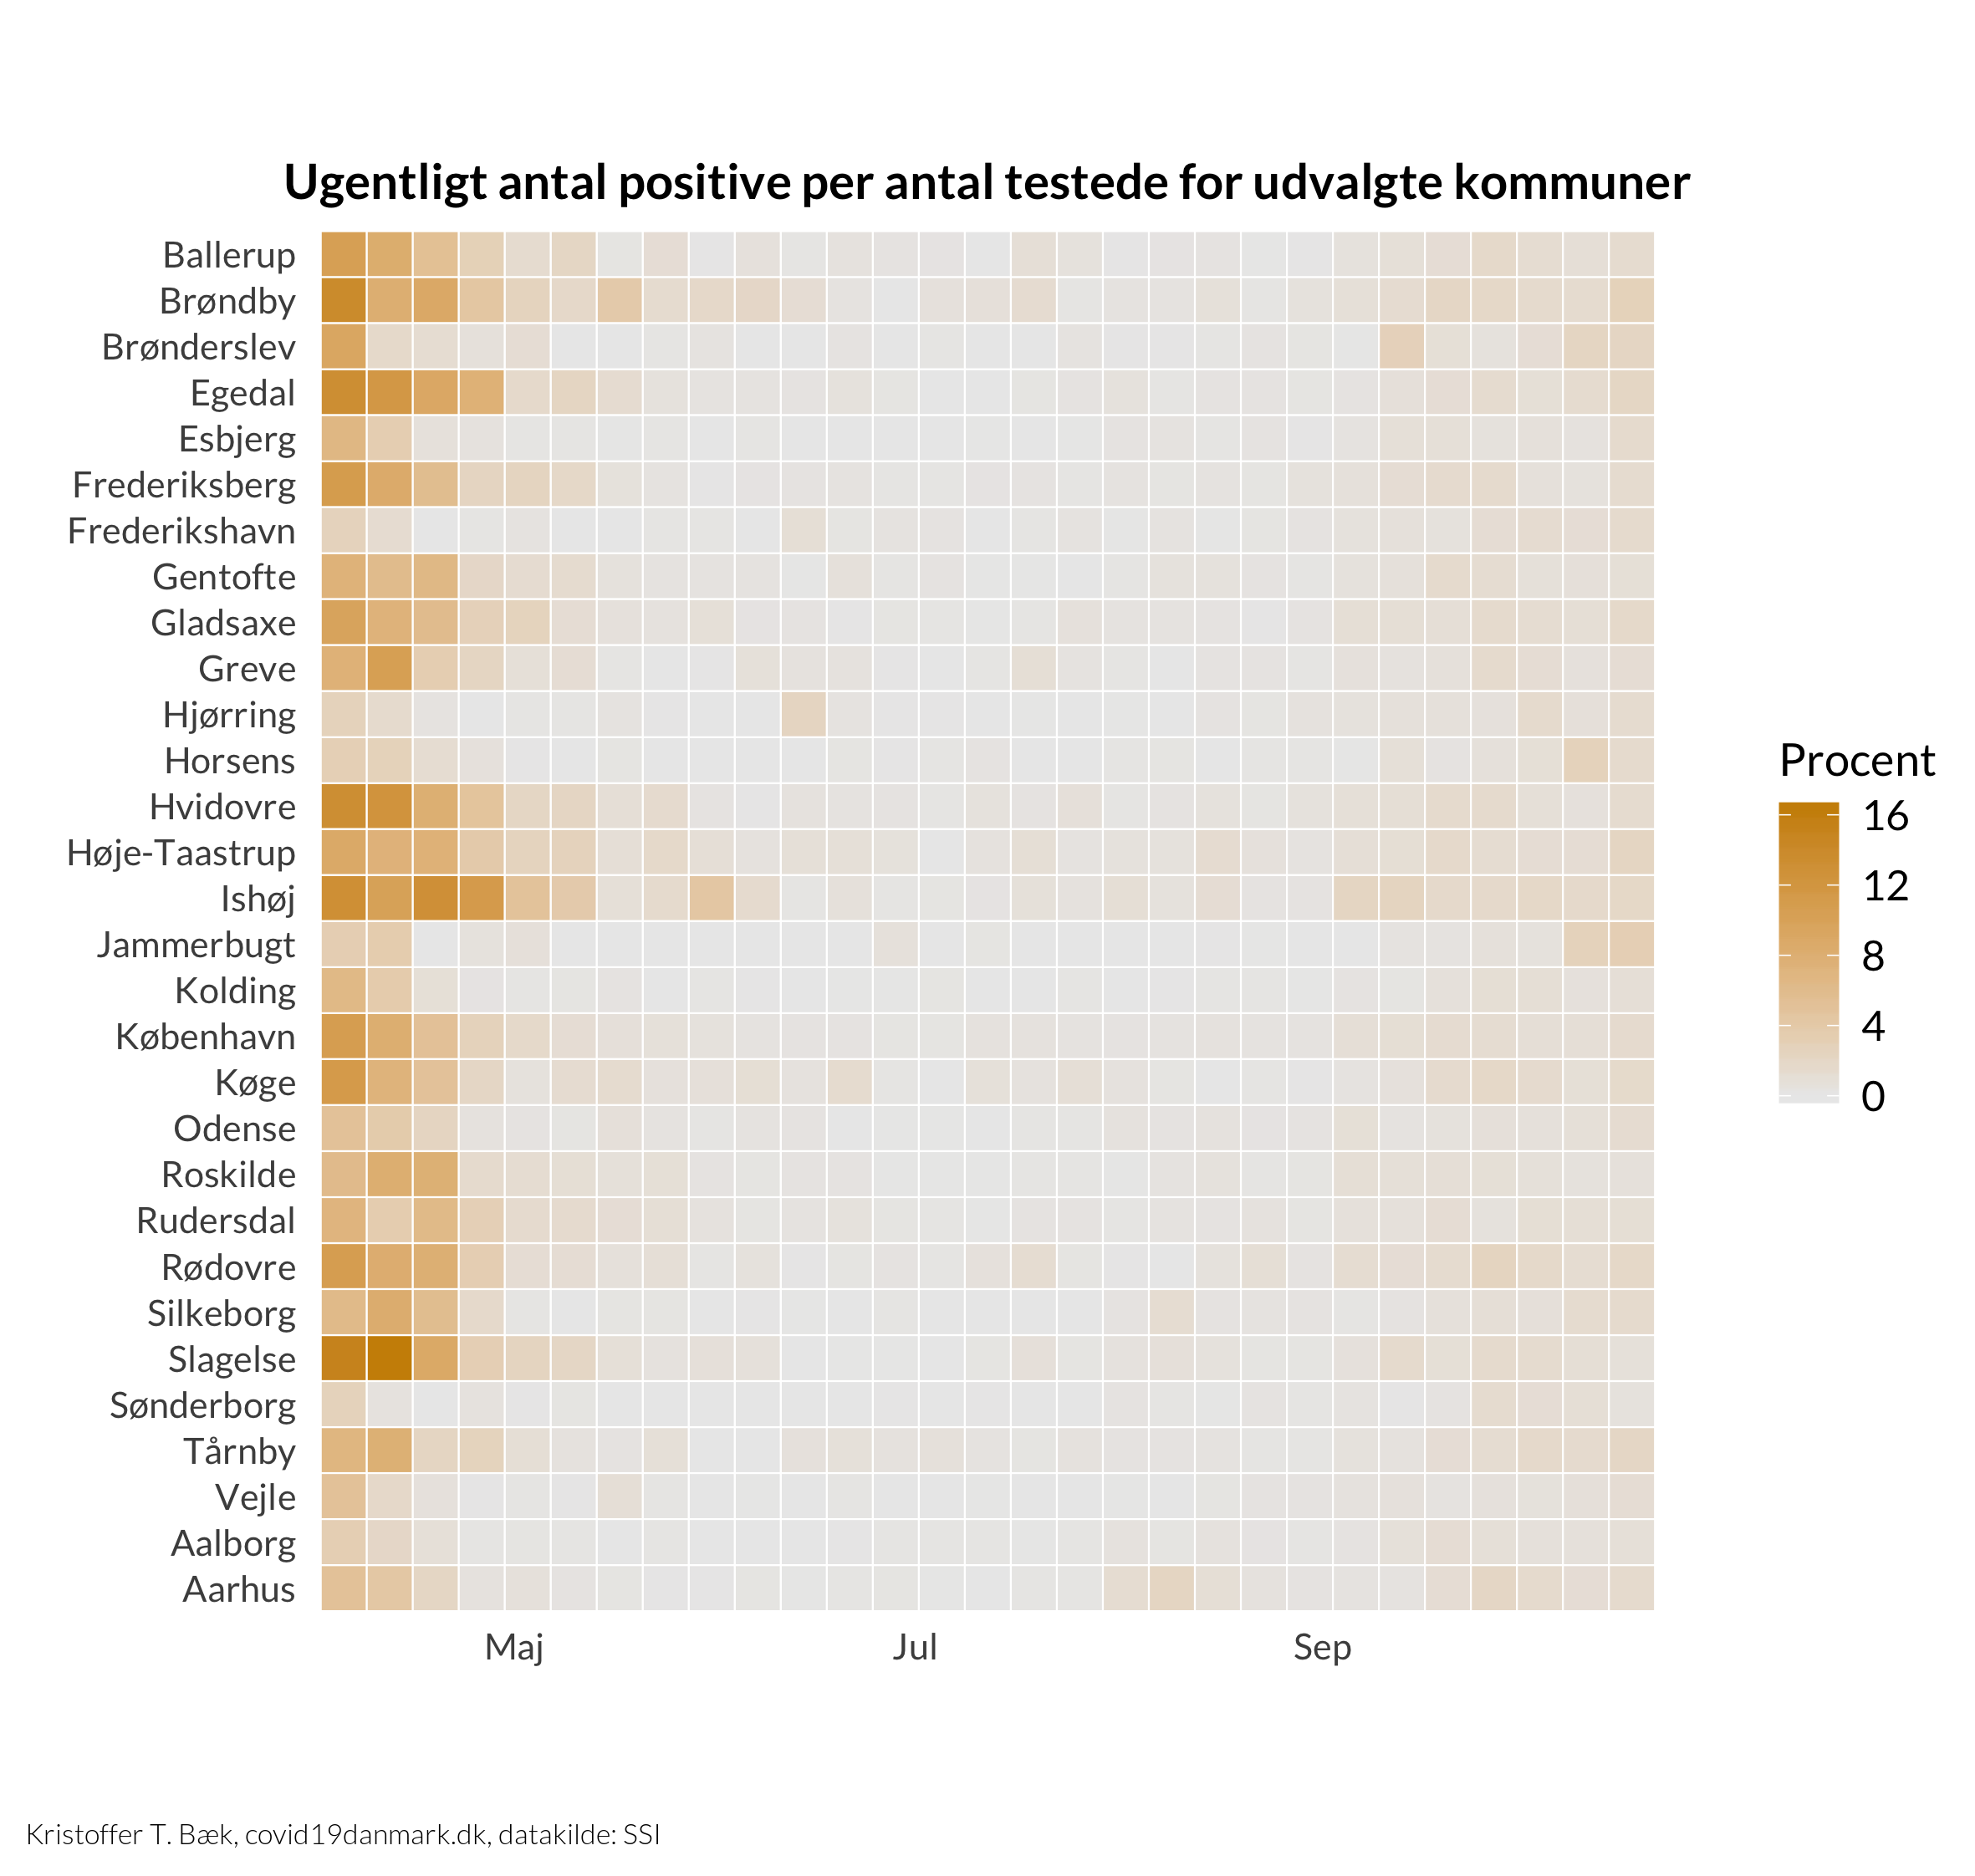 Ugentligt antal positive per antal testede for udvalgte kommuner
Ballerup
Brøndby
Brønderslev
Egedal
Esbjerg
Frederiksberg
Frederikshavn
Gentofte
Gladsaxe
Greve
Hjørring
Horsens
Hvidovre
Høje-Taastrup
Ishøj
Jammerbugt
Kolding
København
Køge
Odense
Roskilde
Rudersdal
Rødovre
Silkeborg
Slagelse
Sønderborg
Tårnby
Vejle
Aalborg
Aarhus
Maj Jul Sep
Procent
16
12
8
4
0
Kristoffer T. Bæk, covid19danmark.dk, datakilde: SSI